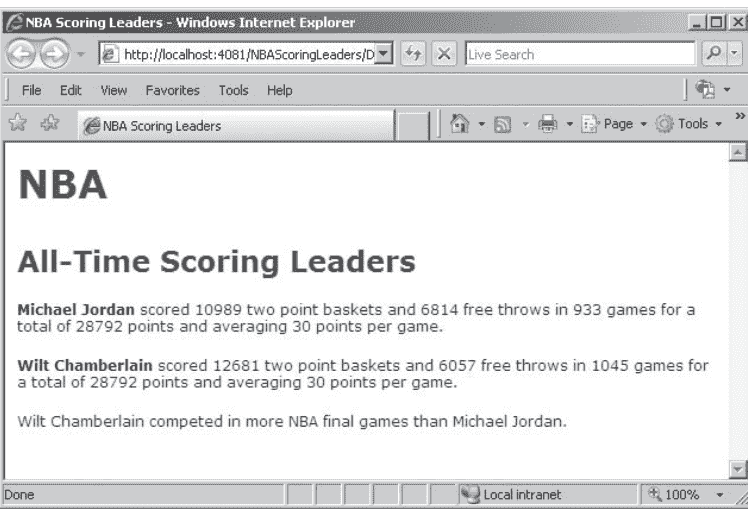 NBA Scoring Leaders - Windows Internet Explorer
http://localhost:4081/NBAScoringLeaders/D
Live Search
File Edit View Favorites Tools Help
NBA Scoring Leaders
Page
Tools
NBA
All-Time Scoring Leaders
Michael Jordan scored 10989 two point baskets and 6814 free throws in 933 games for a
total of 28792 points and averaging 30 points per game.
Wilt Chamberlain scored 12681 two point baskets and 6057 free throws in 1045 games for
a total of 28792 points and averaging 30 points per game.
Wilt Chamberlain competed in more NBA final games than Michael Jordan.
Done
Local intranet
100%